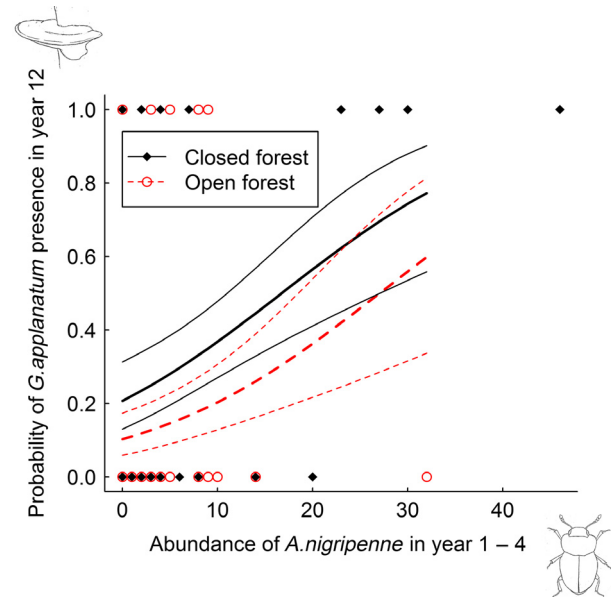 Probability of G.applanatum presence in year 12
1.0
0.8
0.6
0.4
0.2
0.0
Closed forest
Open forest
0 10 20 30 40
Abundance of A.nigripenne in year 1 – 4